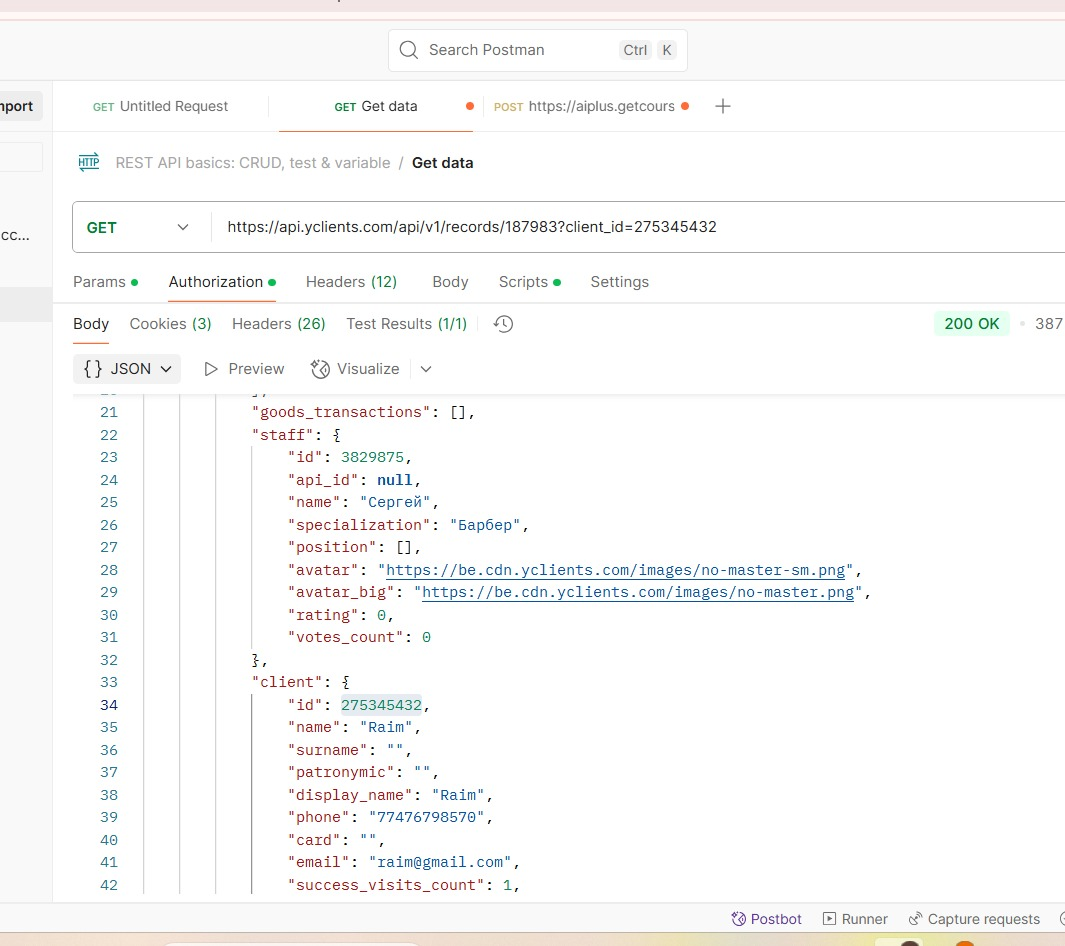 Search Postman Ctrl K
mport GET Untitled Request GET Get data POST https://aiplus.getcours
HTTP REST API basics: CRUD, test & variable / Get data
GET https://api.yclients.com/api/v1/records/187983?client_id=275345432
cc...
Params Authorization Headers (12) Body Scripts Settings
Body Cookies (3) Headers (26) Test Results (1/1) 200 OK 387
{} JSON Preview Visualize
21 "goods_transactions": [],
22 "staff": {
23 "id": 3829875,
24 "api_id": null,
25 "name": "Сергей",
26 "specialization": "Барбер",
27 "position": [],
28 "avatar": "https://be.cdn.yclients.com/images/no-master-sm.png",
29 "avatar_big": "https://be.cdn.yclients.com/images/no-master.png",
30 "rating": 0,
31 "votes_count": 0
32 },
33 "client": {
34 "id": 275345432,
35 "name": "Raim",
36 "surname": "",
37 "patronymic": "",
38 "display_name": "Raim",
39 "phone": "77476798570",
40 "card": "",
41 "email": "raim@gmail.com",
42 "success_visits_count": 1,
Postbot Runner Capture requests